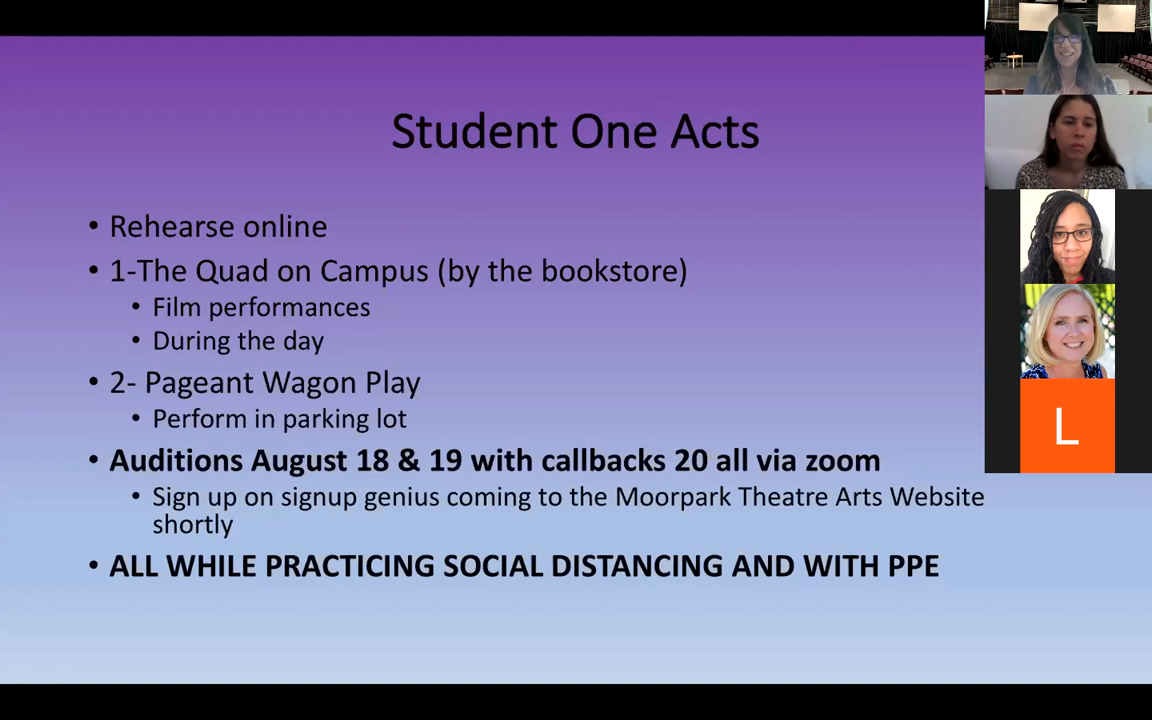 Student One Acts
• Rehearse online
• 1-The Quad on Campus (by the bookstore)
• Film performances
• During the day
• 2- Pageant Wagon Play
• Perform in parking lot
• Auditions August 18 & 19 with callbacks 20 all via zoom
• Sign up on signup genius coming to the Moorpark Theatre Arts Website
shortly
• ALL WHILE PRACTICING SOCIAL DISTANCING AND WITH PPE
L